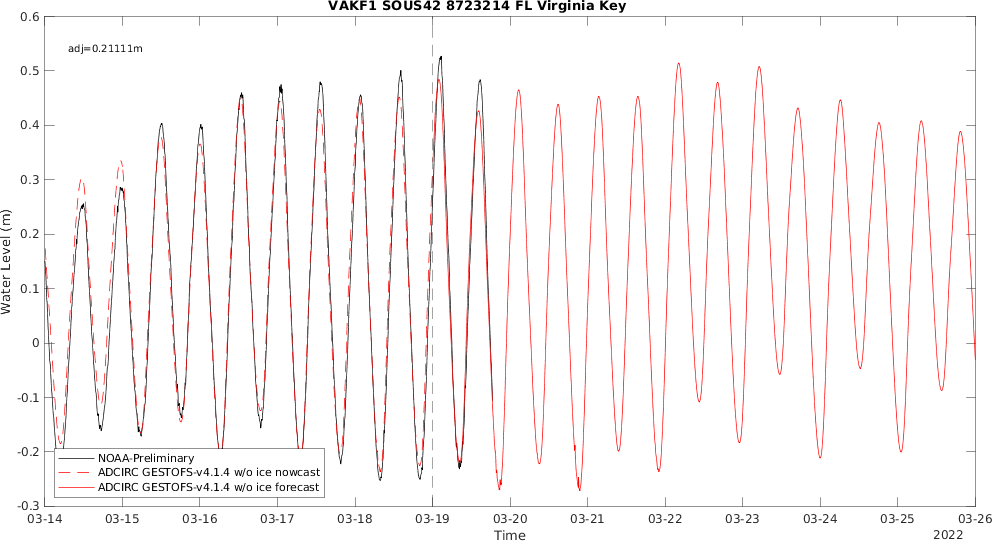 VAKF1 SOUS42 8723214 FL Virginia Key
adj=0.21111m
0.6
0.5
0.4
0.3
0.2
0.1
0
-0.1
-0.2
-0.3
Water Level (m)
NOAA-Preliminary
ADCIRC GESTOFS-v4.1.4 w/o ice nowcast
ADCIRC GESTOFS-v4.1.4 w/o ice forecast
03-14 03-15 03-16 03-17 03-18 03-19 03-20 03-21 03-22 03-23 03-24 03-25 03-26
Time
2022